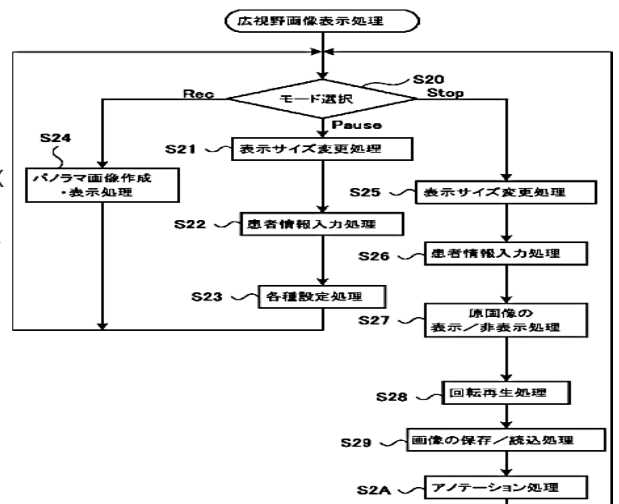 広視野画像表示処理
S20
モード選択
Rec
Stop
Pause
S24
パノラマ画像作成
・表示処理
S21
表示サイズ変更処理
S22
患者情報入力処理
S23
各種設定処理
S25
表示サイズ変更処理
S26
患者情報入力処理
S27
原画像の
表示/非表示処理
S28
回転再生処理
S29
画像の保存/読込処理
S2A
アノテーション処理